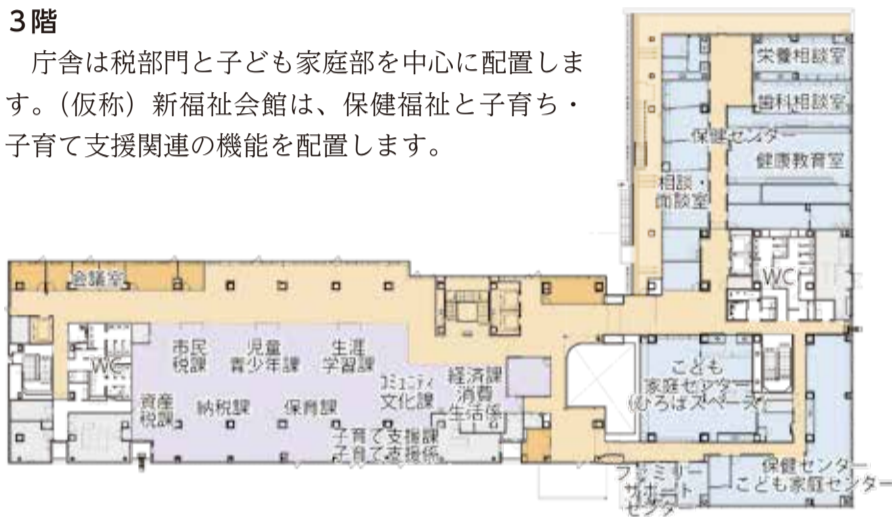 3階
庁舎は税部門と子ども家庭部を中心に配置しま
す。（仮称）新福祉会館は、保健福祉と子育ち・
子育て支援関連の機能を配置します。
栄養相談室
歯科相談室
保健センター
健康教育室
相談・
面談室
WC
会議室
WC
市民
税課
児童
青少年課
生涯
学習課
コミュニティ
文化課
経済課
消費
生活係
資産
税課
納税課
保育課
子育て支援課
子育て支援係
こども
家庭センター
(ひろばスペース)
ファミリー
サポート
センター
保健センター
こども家庭センター